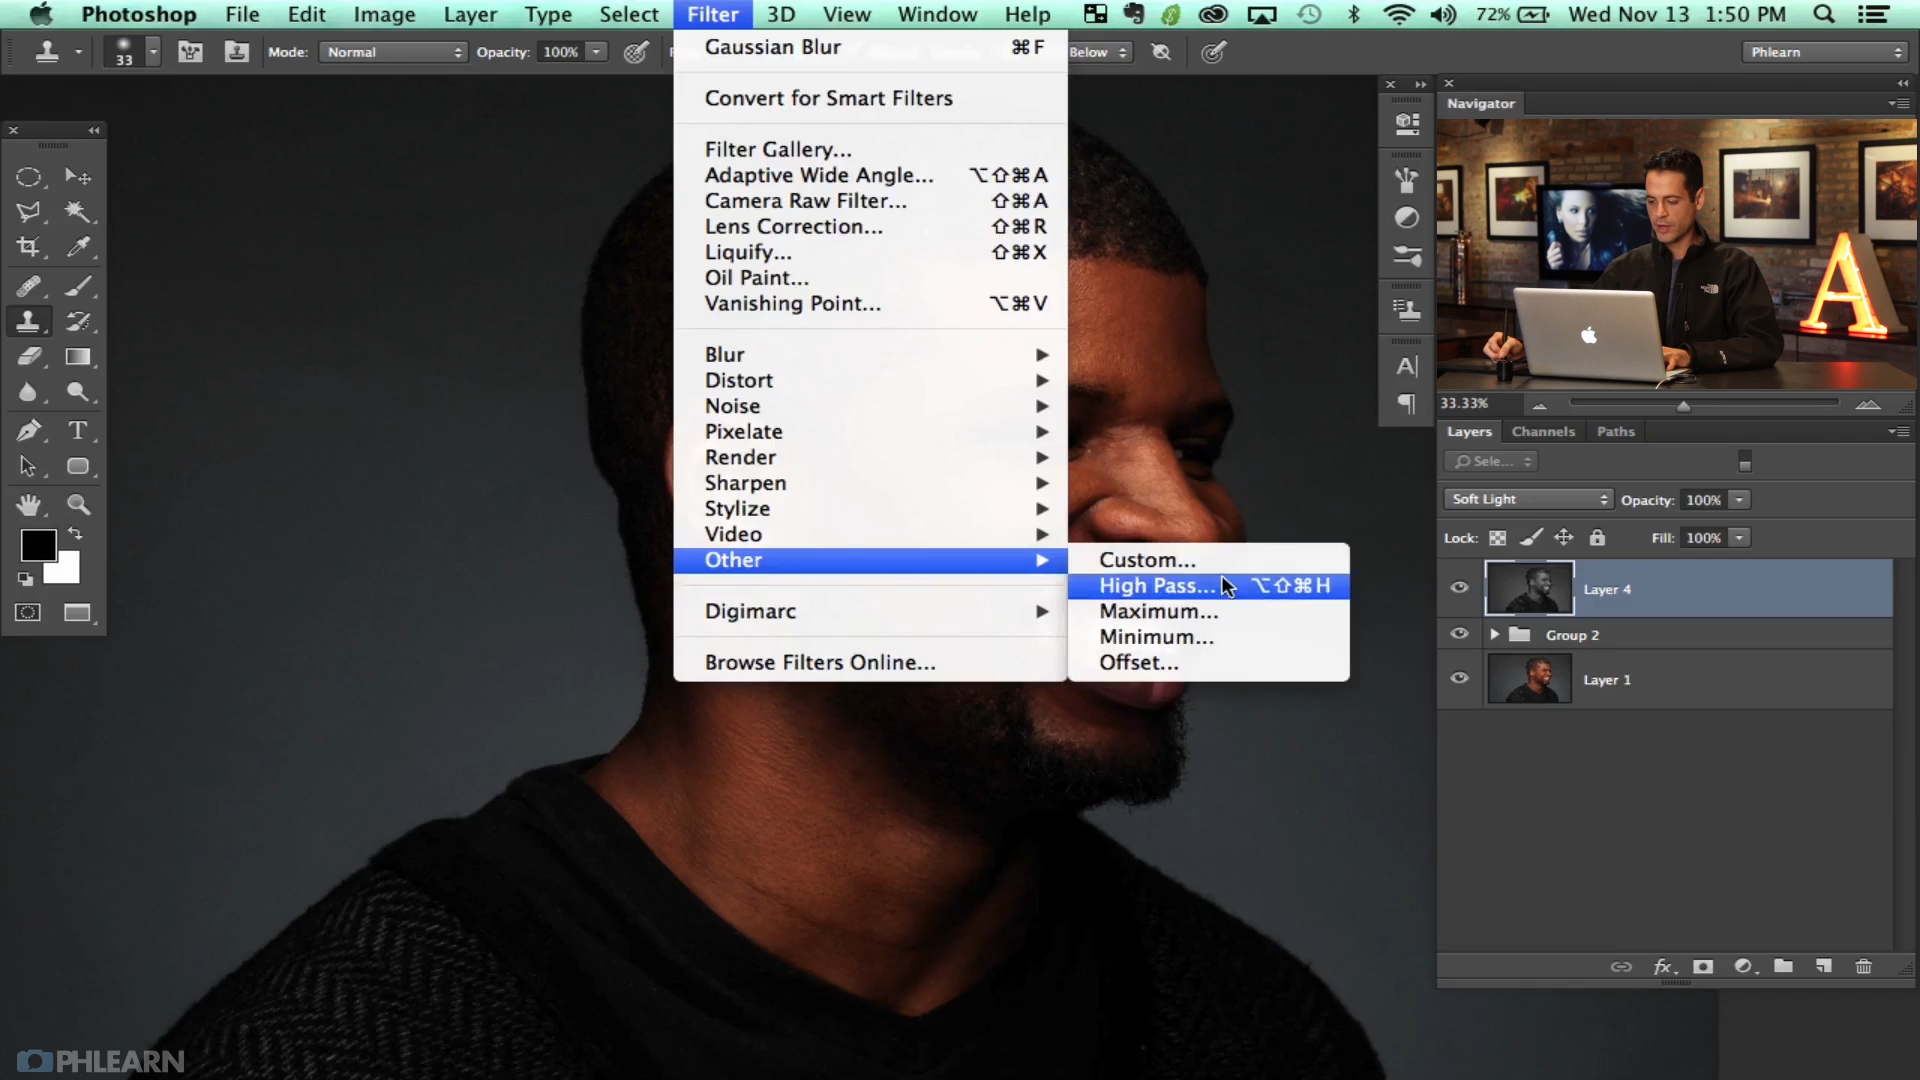 Photoshop File Edit Image Layer Type Select Filter 3D View Window Help 72% Wed Nov 13 1:50 PM
33 Mode: Normal Opacity: 100% Below Phlearn
Gaussian Blur ⌘F
Convert for Smart Filters
Filter Gallery...
Adaptive Wide Angle... ⌥⇧⌘A
Camera Raw Filter... ⇧⌘A
Lens Correction... ⇧⌘R
Liquify... ⇧⌘X
Oil Paint...
Vanishing Point... ⌥⌘V
Blur
Distort
Noise
Pixelate
Render
Sharpen
Stylize
Video
Other
Digimarc
Browse Filters Online...
Custom...
High Pass... ⌥⇧⌘H
Maximum...
Minimum...
Offset...
Navigator
A
33.33%
Layers Channels Paths
Sele...
Soft Light Opacity: 100%
Lock: Fill: 100%
Layer 4
Group 2
Layer 1
fx
PHLEARN